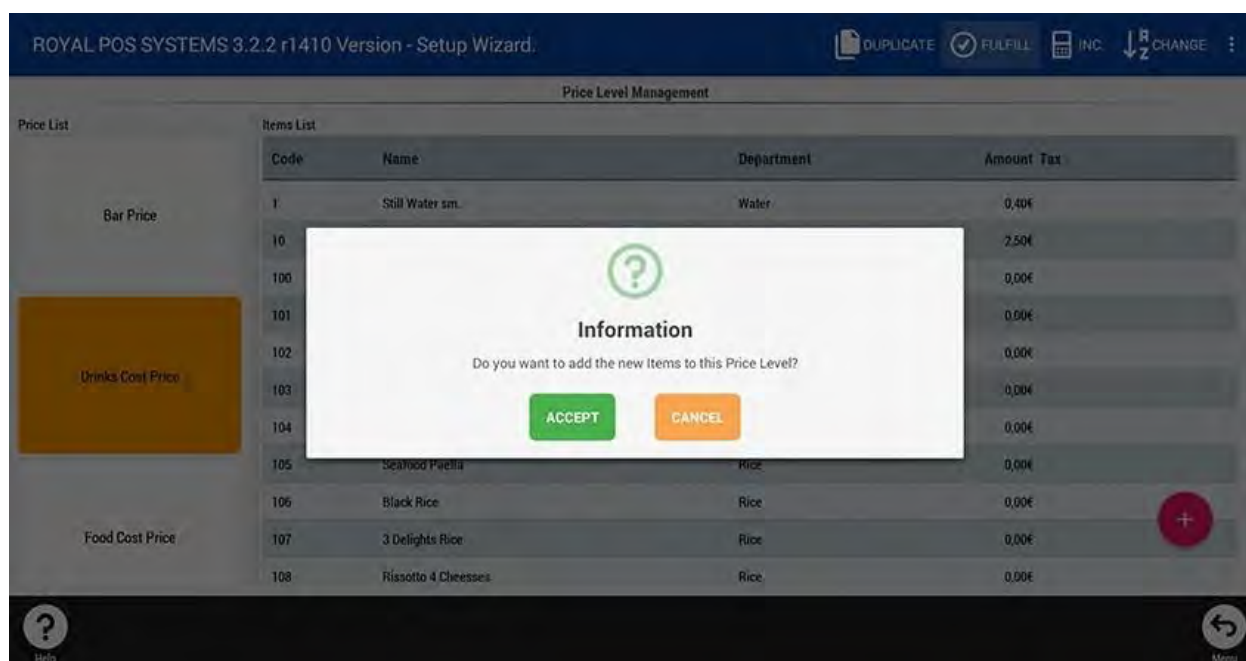 ROYAL POS SYSTEMS 3.2.2 r1410 Version - Setup Wizard.
DUPLICATE FULFILL INC. CHANGE
Price Level Management
Price List Items List
Code Name Department Amount Tax
Bar Price
1 Still Water sm. Water 0,40€
10 2,50€
100 0,00€
101 0,00€
102 0,00€
103 0,00€
104 0,00€
Drinks Cost Price
Information
Do you want to add the new Items to this Price Level?
ACCEPT CANCEL
105 Seafood Paella Rice 0,00€
106 Black Rice Rice 0,00€
Food Cost Price
107 3 Delights Rice Rice 0,00€
108 Rissotto 4 Cheesses Rice 0,00€
Help Menu